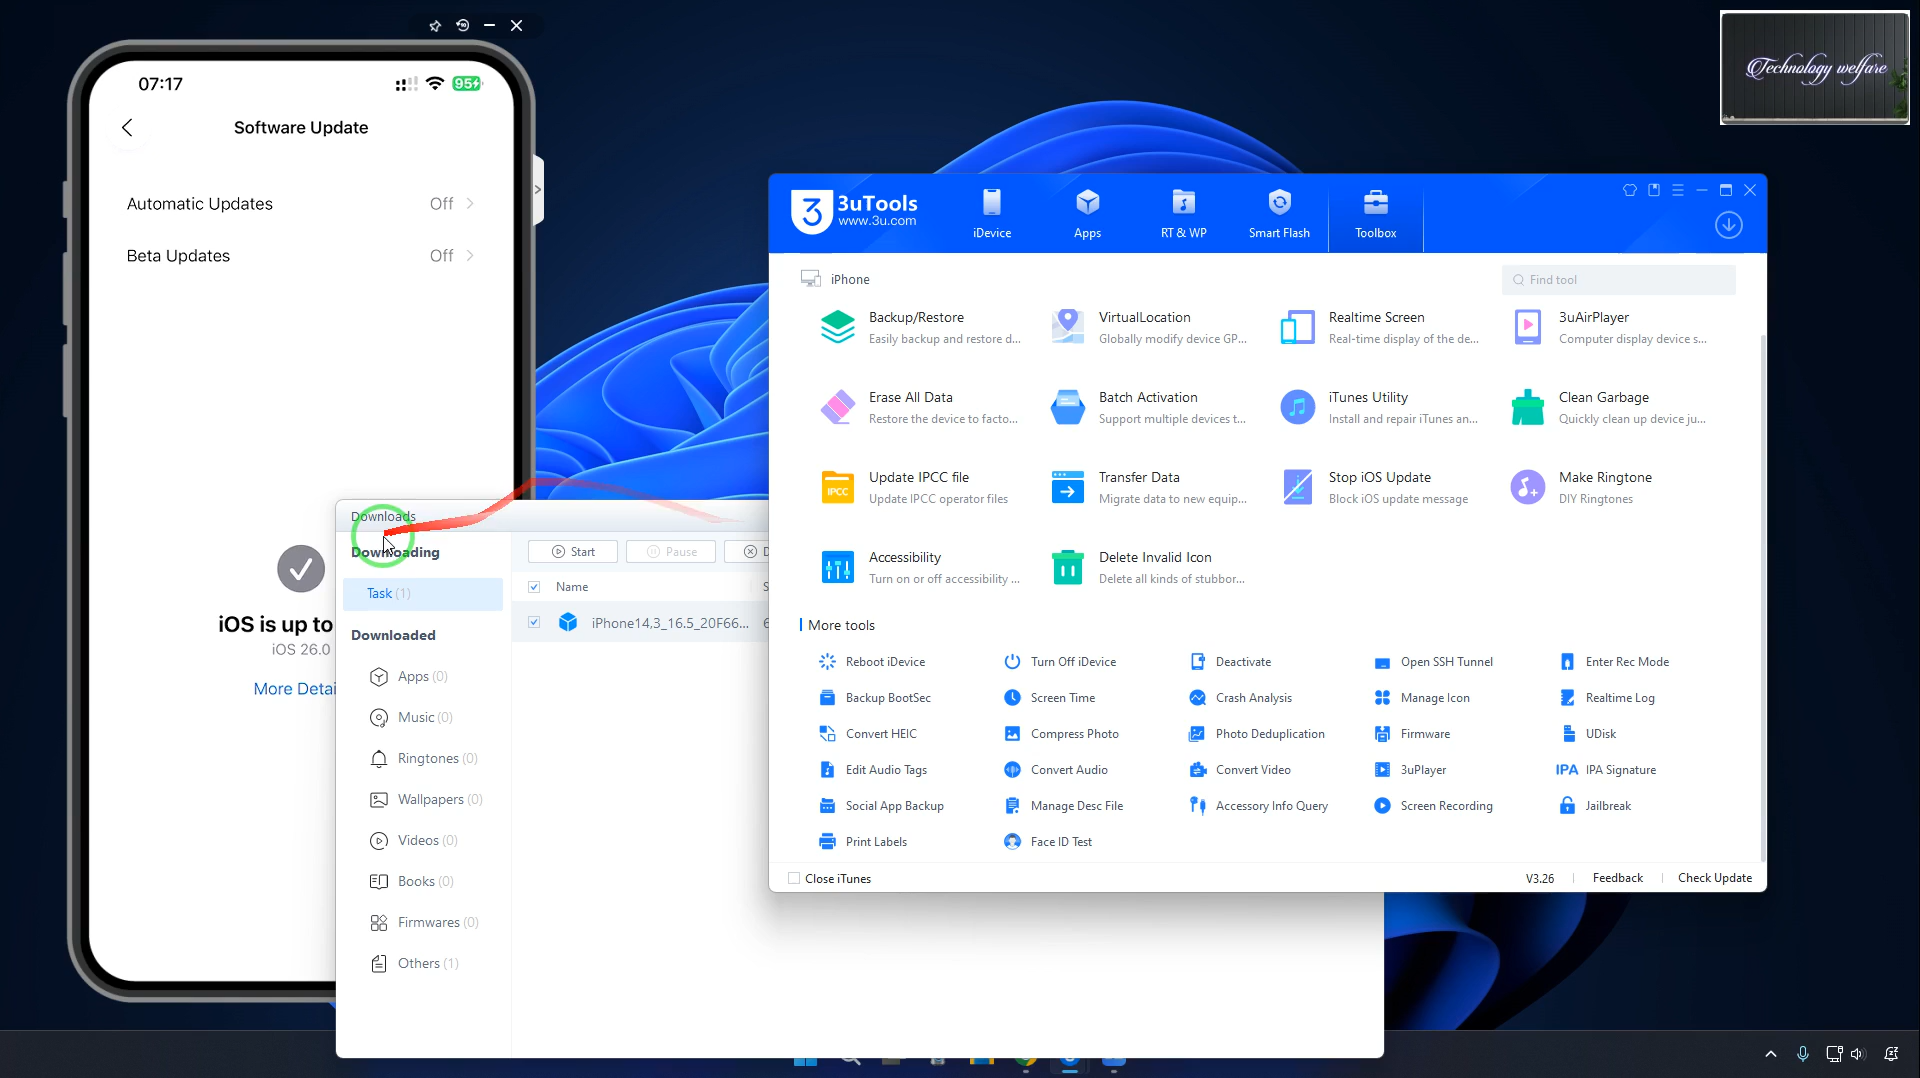 07:17
95
Software Update
Automatic Updates Off
Beta Updates Off
iOS is up to
iOS 26.0
More Detai
Technology welfare
3uTools
www.3u.com
iDevice
Apps
RT & WP
Smart Flash
Toolbox
iPhone
Find tool
Backup/Restore
Easily backup and restore d...
VirtualLocation
Globally modify device GP...
Realtime Screen
Real-time display of the de...
3uAirPlayer
Computer display device s...
Erase All Data
Restore the device to facto...
Batch Activation
Support multiple devices t...
iTunes Utility
Install and repair iTunes an...
Clean Garbage
Quickly clean up device ju...
IPCC
Update IPCC file
Update IPCC operator files
Transfer Data
Migrate data to new equip...
Stop iOS Update
Block iOS update message
Make Ringtone
DIY Ringtones
Accessibility
Turn on or off accessibility ...
Delete Invalid Icon
Delete all kinds of stubbor...
More tools
Reboot iDevice
Turn Off iDevice
Deactivate
Open SSH Tunnel
Enter Rec Mode
Backup BootSec
Screen Time
Crash Analysis
Manage Icon
Realtime Log
Convert HEIC
Compress Photo
Photo Deduplication
Firmware
UDisk
Edit Audio Tags
Convert Audio
Convert Video
3uPlayer
IPA IPA Signature
Social App Backup
Manage Desc File
Accessory Info Query
Screen Recording
Jailbreak
Print Labels
Face ID Test
Close iTunes
V3.26
Feedback
Check Update
Downloads
Downloading
Task (1)
Downloaded
Apps (0)
Music (0)
Ringtones (0)
Wallpapers (0)
Videos (0)
Books (0)
Firmwares (0)
Others (1)
Start
Pause
D
Name
S
iPhone14,3_16.5_20F66... 6